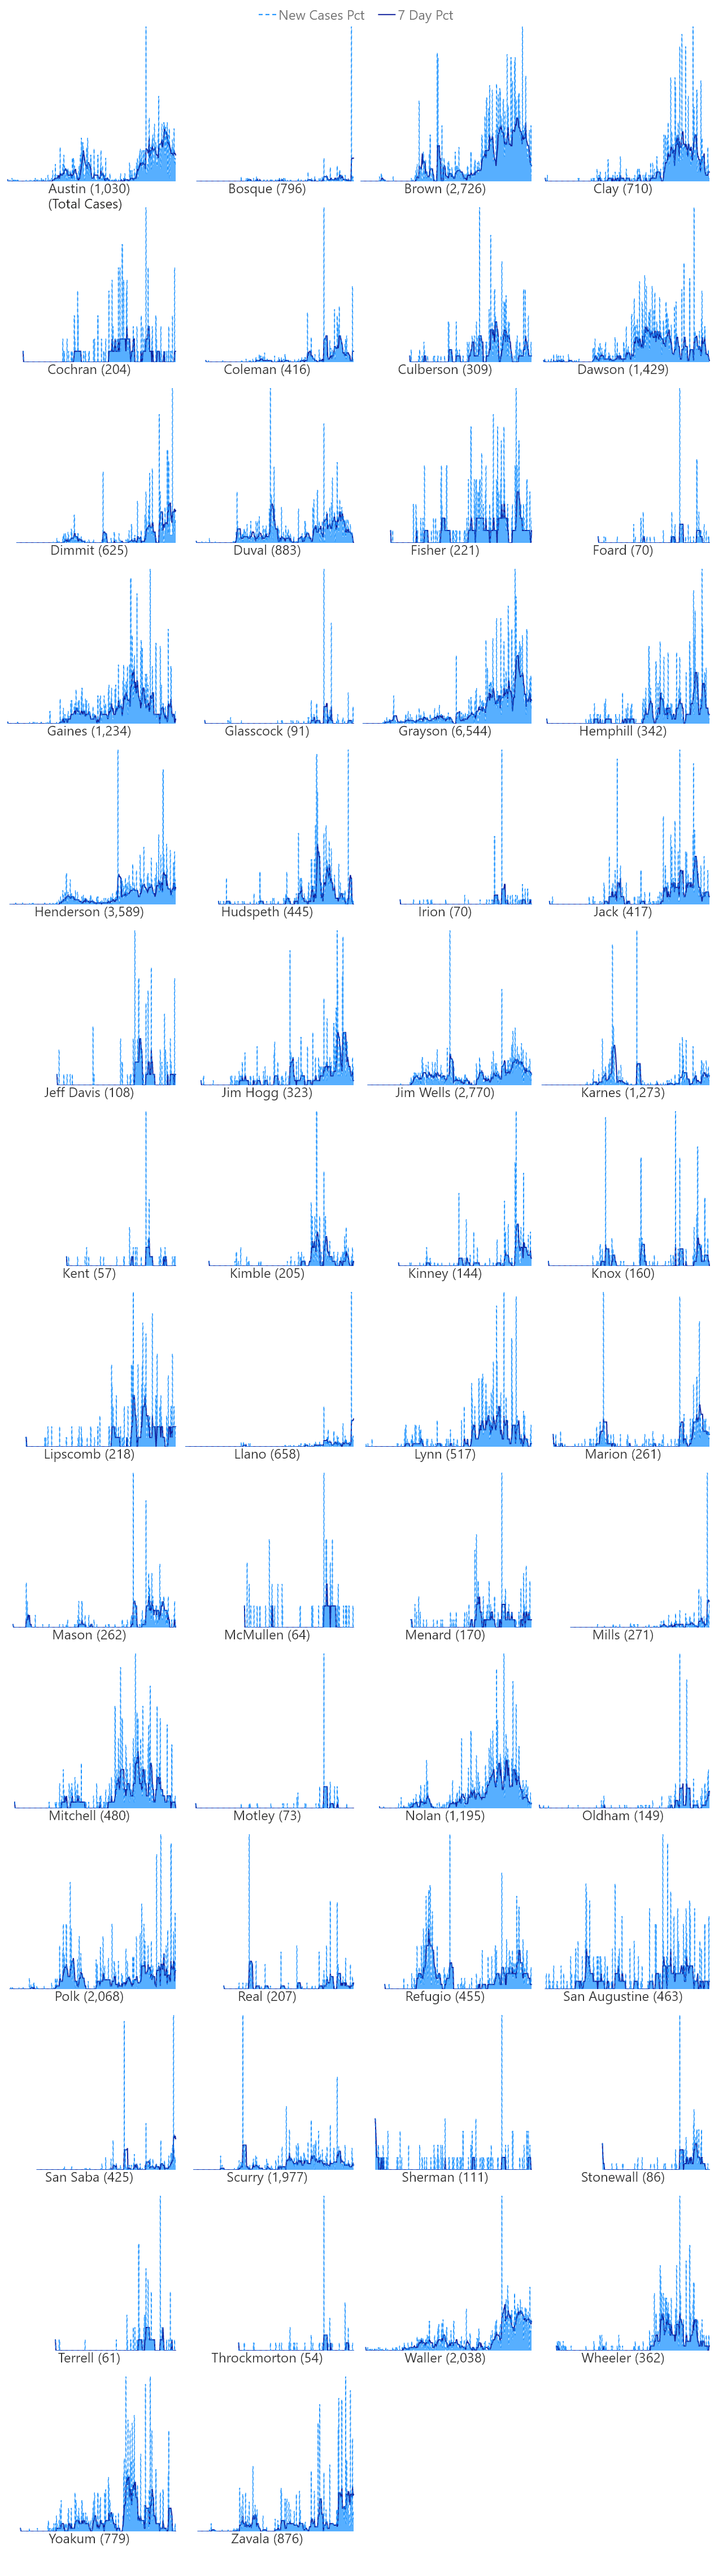 New Cases Pct 7 Day Pct
Austin (1,030) Bosque (796) Brown (2,726) Clay (710)
(Total Cases)
Cochran (204) Coleman (416) Culberson (309) Dawson (1,429)
Dimmit (625) Duval (883) Fisher (221) Foard (70)
Gaines (1,234) Glasscock (91) Grayson (6,544) Hemphill (342)
Henderson (3,589) Hudspeth (445) Irion (70) Jack (417)
Jeff Davis (108) Jim Hogg (323) Jim Wells (2,770) Karnes (1,273)
Kent (57) Kimble (205) Kinney (144) Knox (160)
Lipscomb (218) Llano (658) Lynn (517) Marion (261)
Mason (262) McMullen (64) Menard (170) Mills (271)
Mitchell (480) Motley (73) Nolan (1,195) Oldham (149)
Polk (2,068) Real (207) Refugio (455) San Augustine (463)
San Saba (425) Scurry (1,977) Sherman (111) Stonewall (86)
Terrell (61) Throckmorton (54) Waller (2,038) Wheeler (362)
Yoakum (779) Zavala (876)